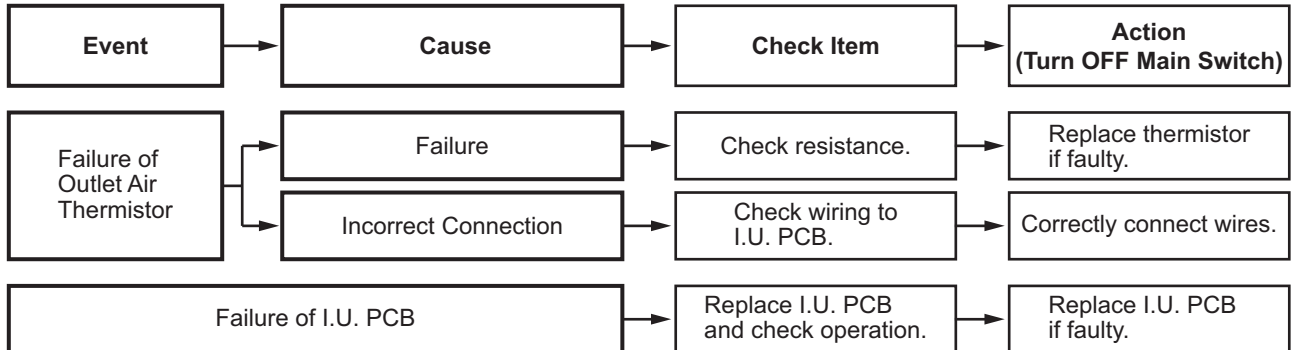 Event
Cause
Check Item
Action
(Turn OFF Main Switch)
Failure of
Outlet Air
Thermistor
Failure
Check resistance.
Replace thermistor
if faulty.
Incorrect Connection
Check wiring to
I.U. PCB.
Correctly connect wires.
Failure of I.U. PCB
Replace I.U. PCB
and check operation.
Replace I.U. PCB
if faulty.